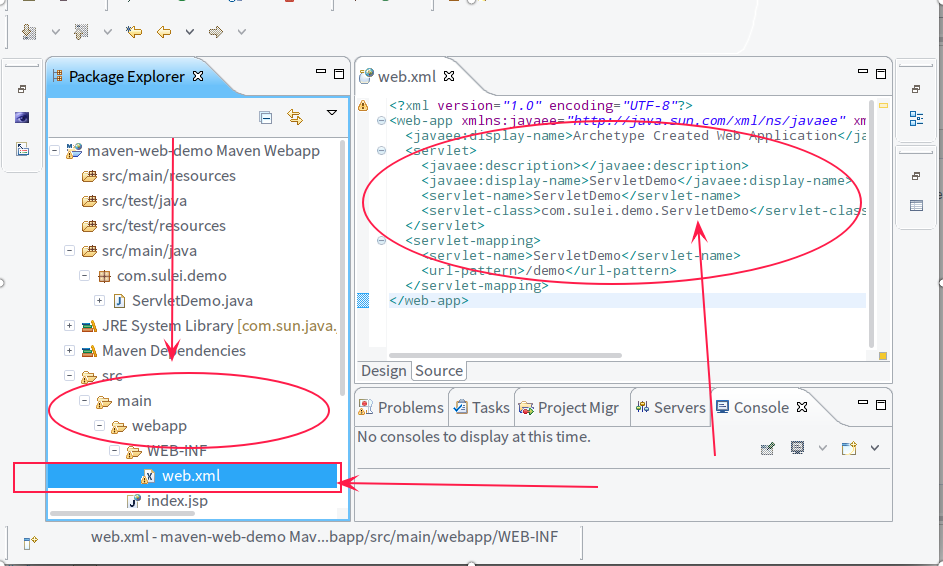 Package Explorer
maven-web-demo Maven Webapp
src/main/resources
src/test/java
src/test/resources
src/main/java
com.sulei.demo
ServletDemo.java
JRE System Library [com.sun.java.
Maven Dependencies
src
main
webapp
WEB-INF
web.xml
index.jsp
web.xml
<?xml version="1.0" encoding="UTF-8"?>
<web-app xmlns:javaee="http://java.sun.com/xml/ns/javaee" xm
<javaee:display-name>Archetype Created Web Application</ja
<servlet>
<javaee:description></javaee:description>
<javaee:display-name>ServletDemo</javaee:display-name>
<servlet-name>ServletDemo</servlet-name>
<servlet-class>com.sulei.demo.ServletDemo</servlet-clas
</servlet>
<servlet-mapping>
<servlet-name>ServletDemo</servlet-name>
<url-pattern>/demo</url-pattern>
</servlet-mapping>
</web-app>
Design Source
Problems Tasks Project Migr Servers Console
No consoles to display at this time.
web.xml - maven-web-demo Mav...bapp/src/main/webapp/WEB-INF